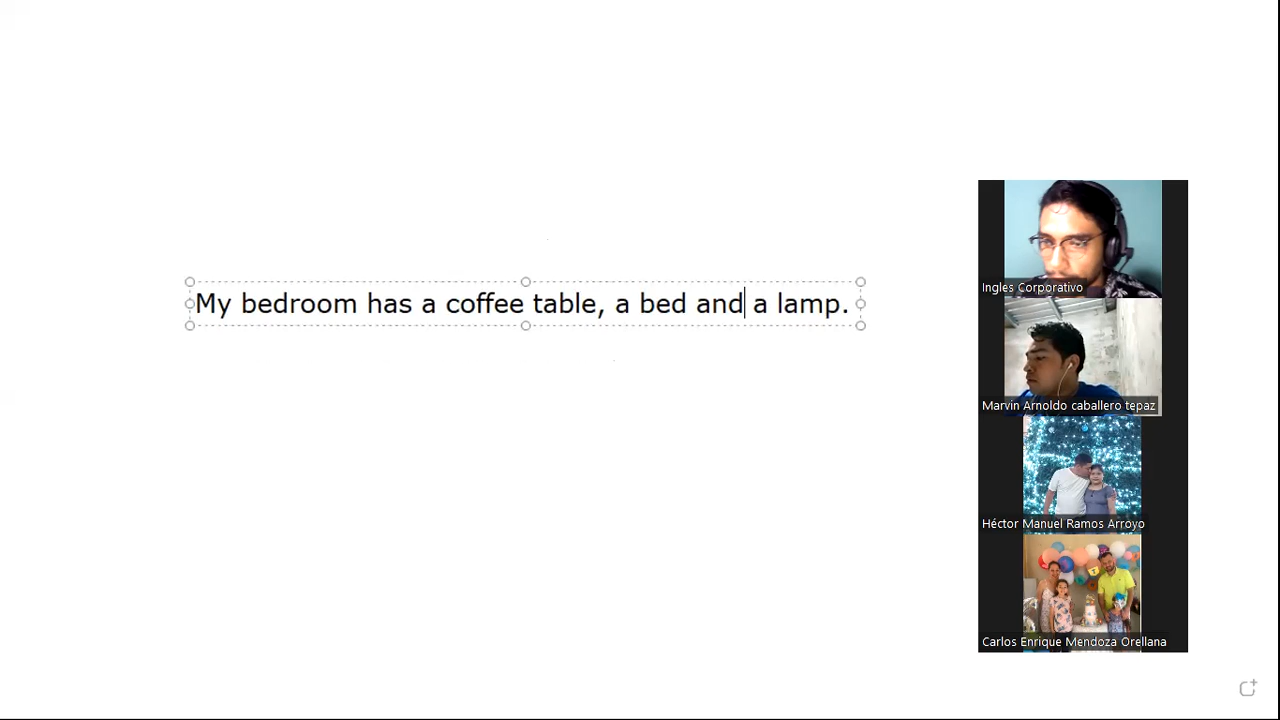 My bedroom has a coffee table, a bed and a lamp.
Ingles Corporativo
Marvin Arnoldo caballero tepaz
Héctor Manuel Ramos Arroyo
Carlos Enrique Mendoza Orellana